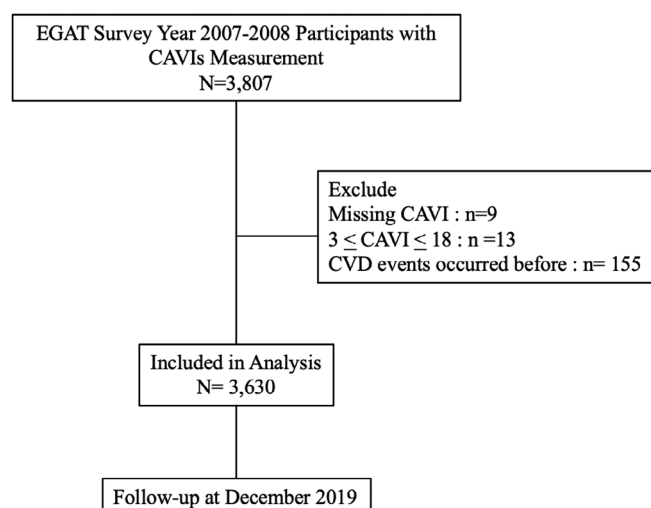 EGAT Survey Year 2007-2008 Participants with
CAVIs Measurement
N=3,807
Exclude
Missing CAVI : n=9
3 ≤ CAVI ≤ 18 : n =13
CVD events occurred before : n= 155
Included in Analysis
N= 3,630
Follow-up at December 2019